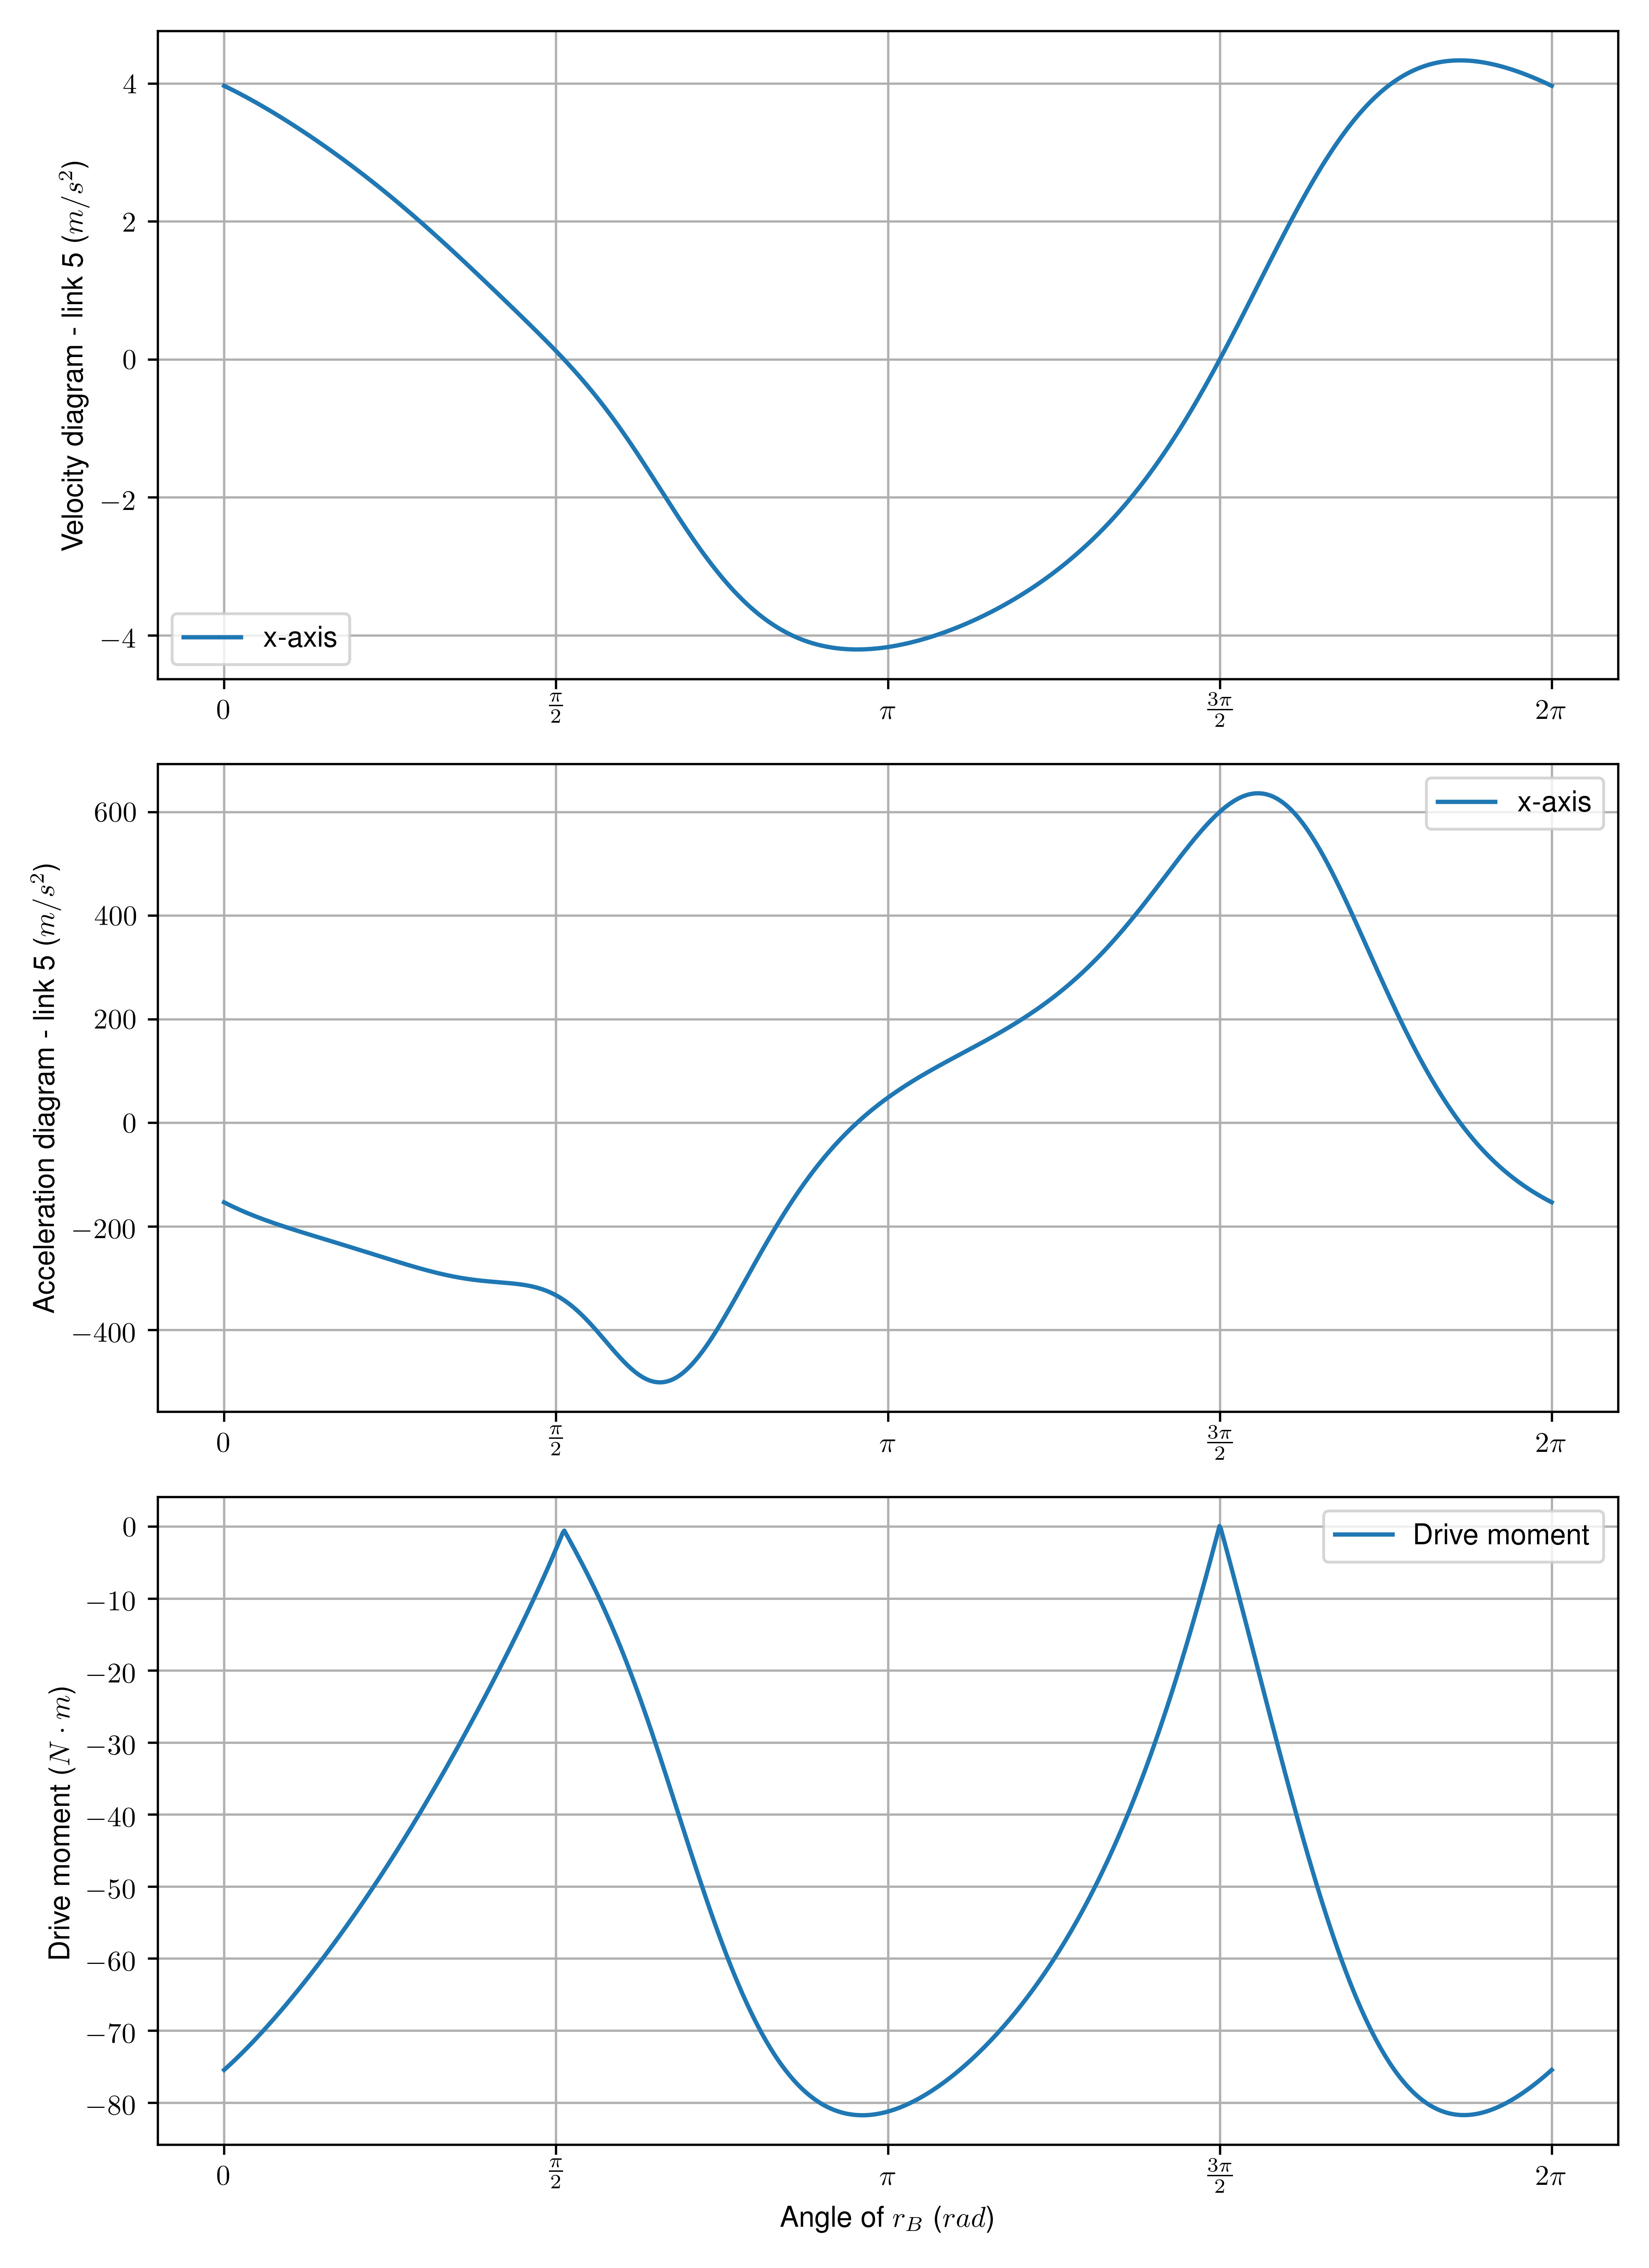 Velocity diagram - link 5 (m/s²)
4
2
0
−2
−4
x-axis
0 π/2 π 3π/2 2π
Acceleration diagram - link 5 (m/s²)
600
400
200
0
−200
−400
x-axis
0 π/2 π 3π/2 2π
Drive moment (N · m)
0
−10
−20
−30
−40
−50
−60
−70
−80
Drive moment
0 π/2 π 3π/2 2π
Angle of r_B (rad)